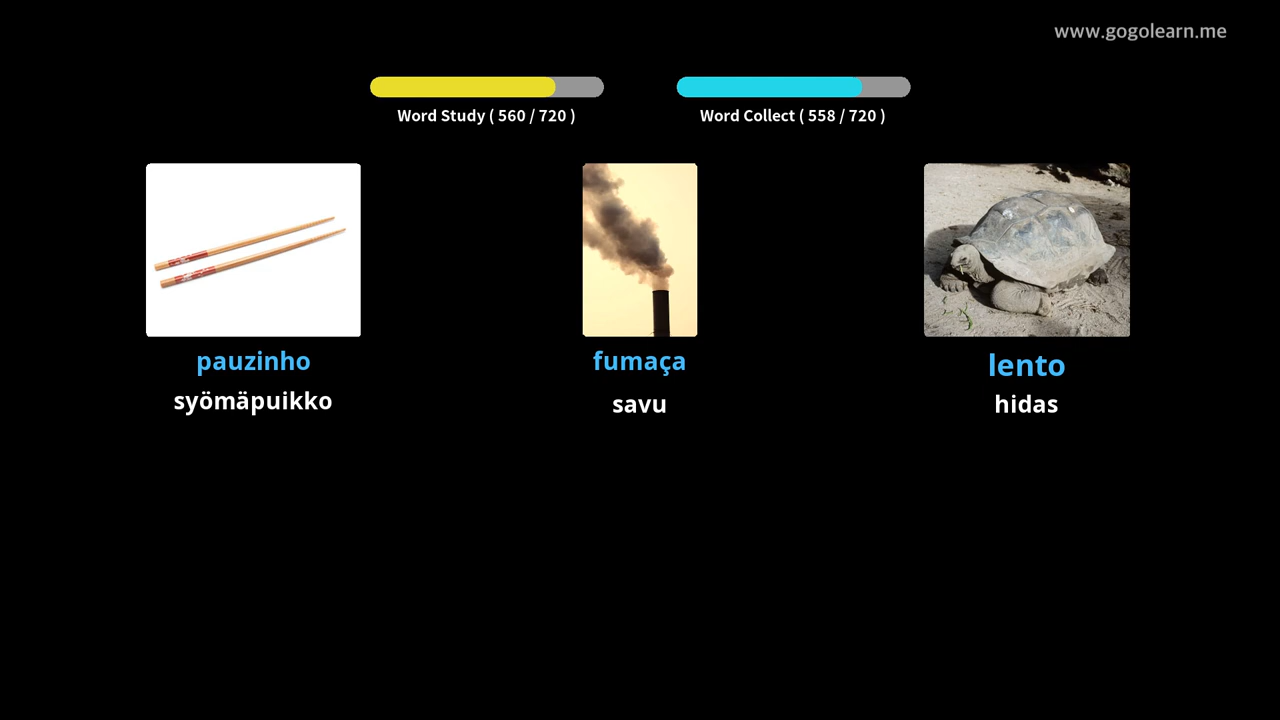 www.gogolearn.me
Word Study ( 560 / 720 )
Word Collect ( 558 / 720 )
pauzinho
fumaça
lento
syömäpuikko
savu
hidas